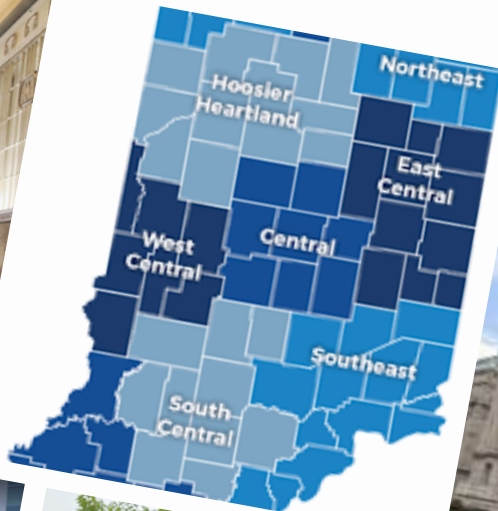 Northeast
Hoosier
Heartland
East
Central
West
Central
Central
Southeast
South
Central